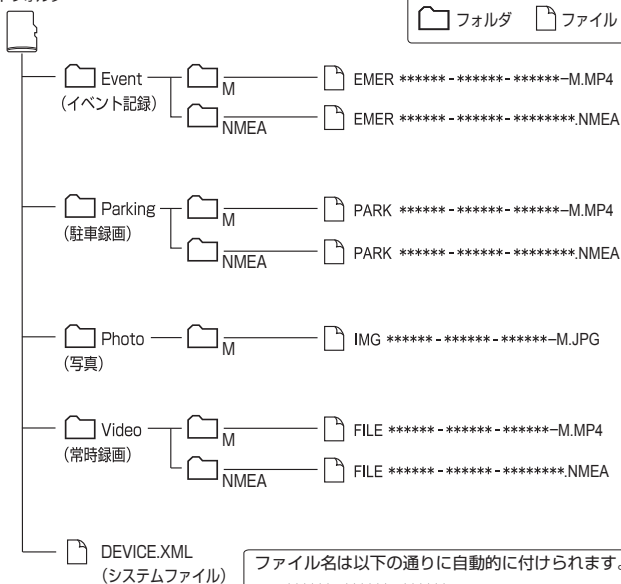 フォルダ ファイル
Event M EMER ******-******-******–M.MP4
(イベント記録)
NMEA EMER ******-******-********.NMEA
Parking M PARK ******-******-******–M.MP4
(駐車録画)
NMEA PARK ******-******-********.NMEA
Photo M IMG ******-******-******–M.JPG
(写真)
Video M FILE ******-******-******–M.MP4
(常時録画)
NMEA FILE ******-******-********.NMEA
DEVICE.XML
(システムファイル)
ファイル名は以下の通りに自動的に付けられます。